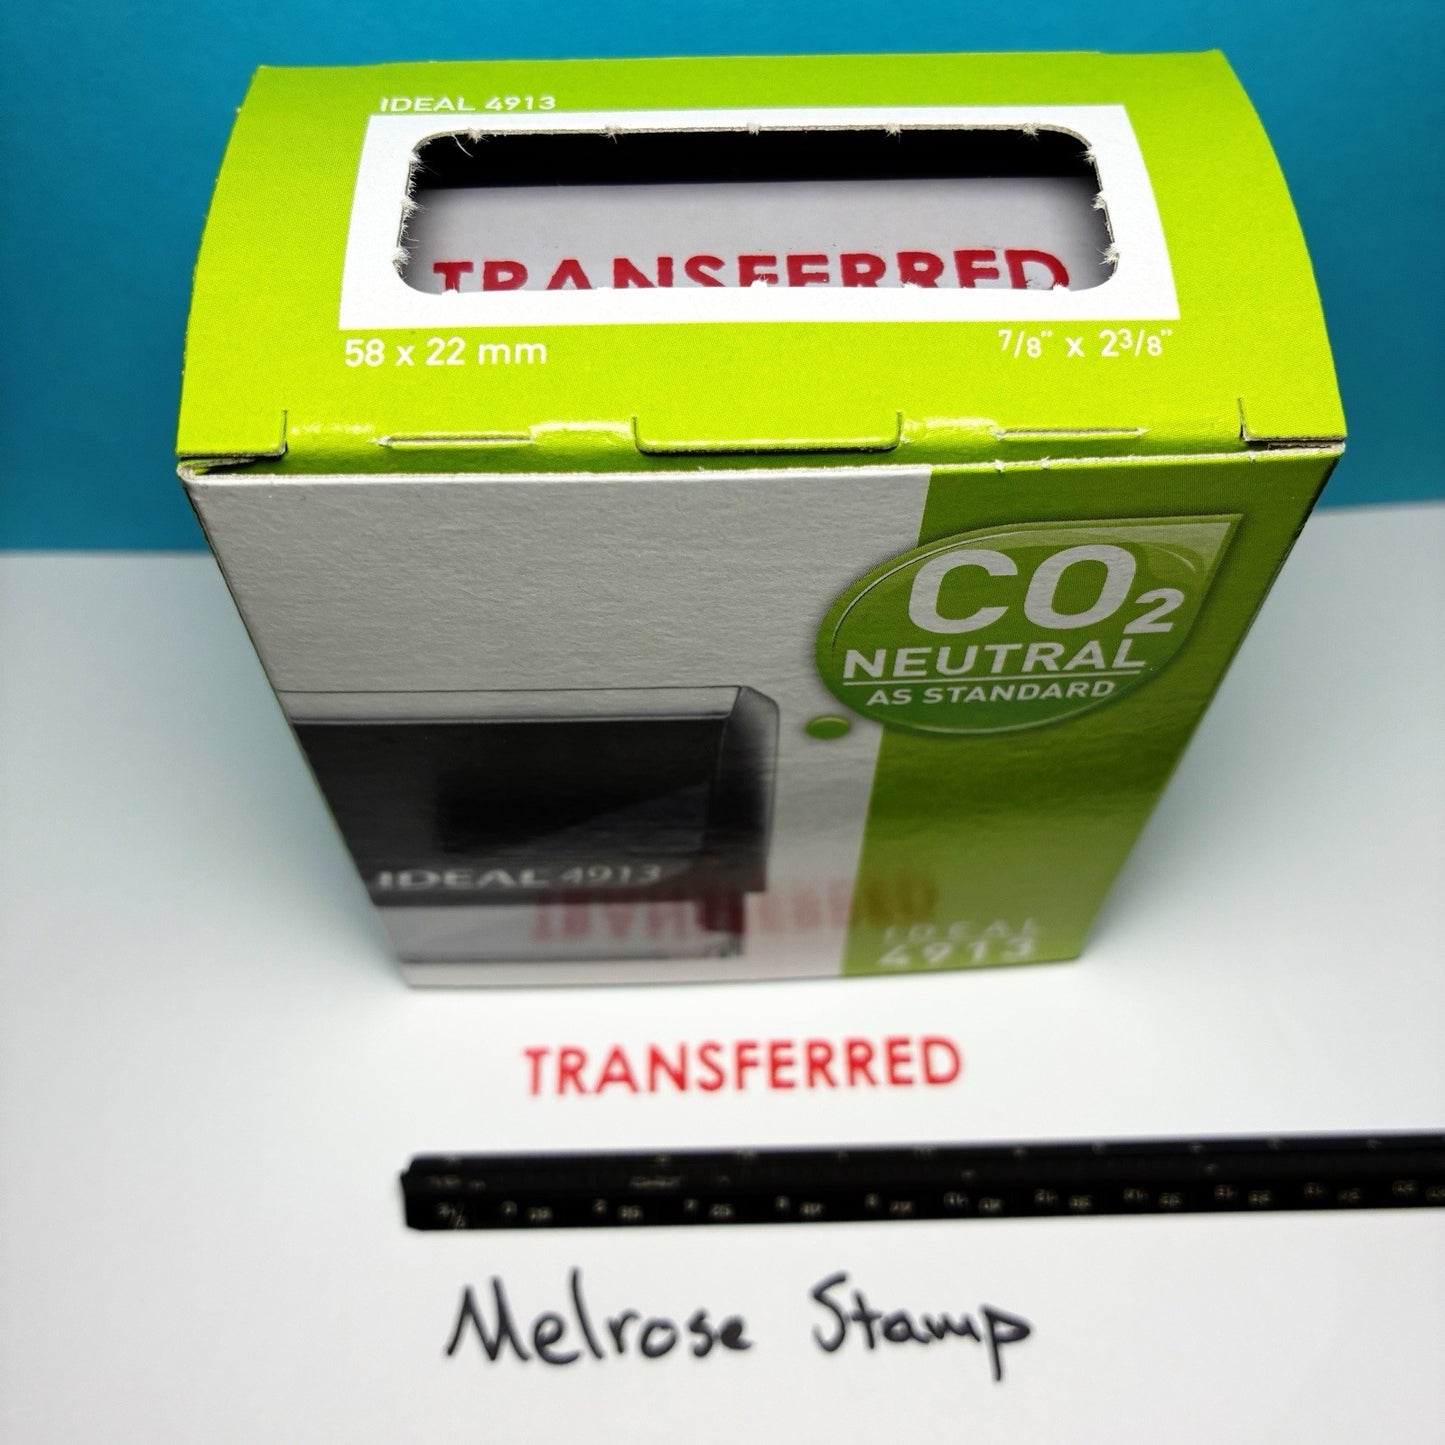 IDEAL 4913
TRANSFERRED
58 x 22 mm
7/8" x 2 3/8"
CO2
NEUTRAL
AS STANDARD
IDEAL 4913
IDEAL
4913
TRANSFERRED
Melrose Stamp